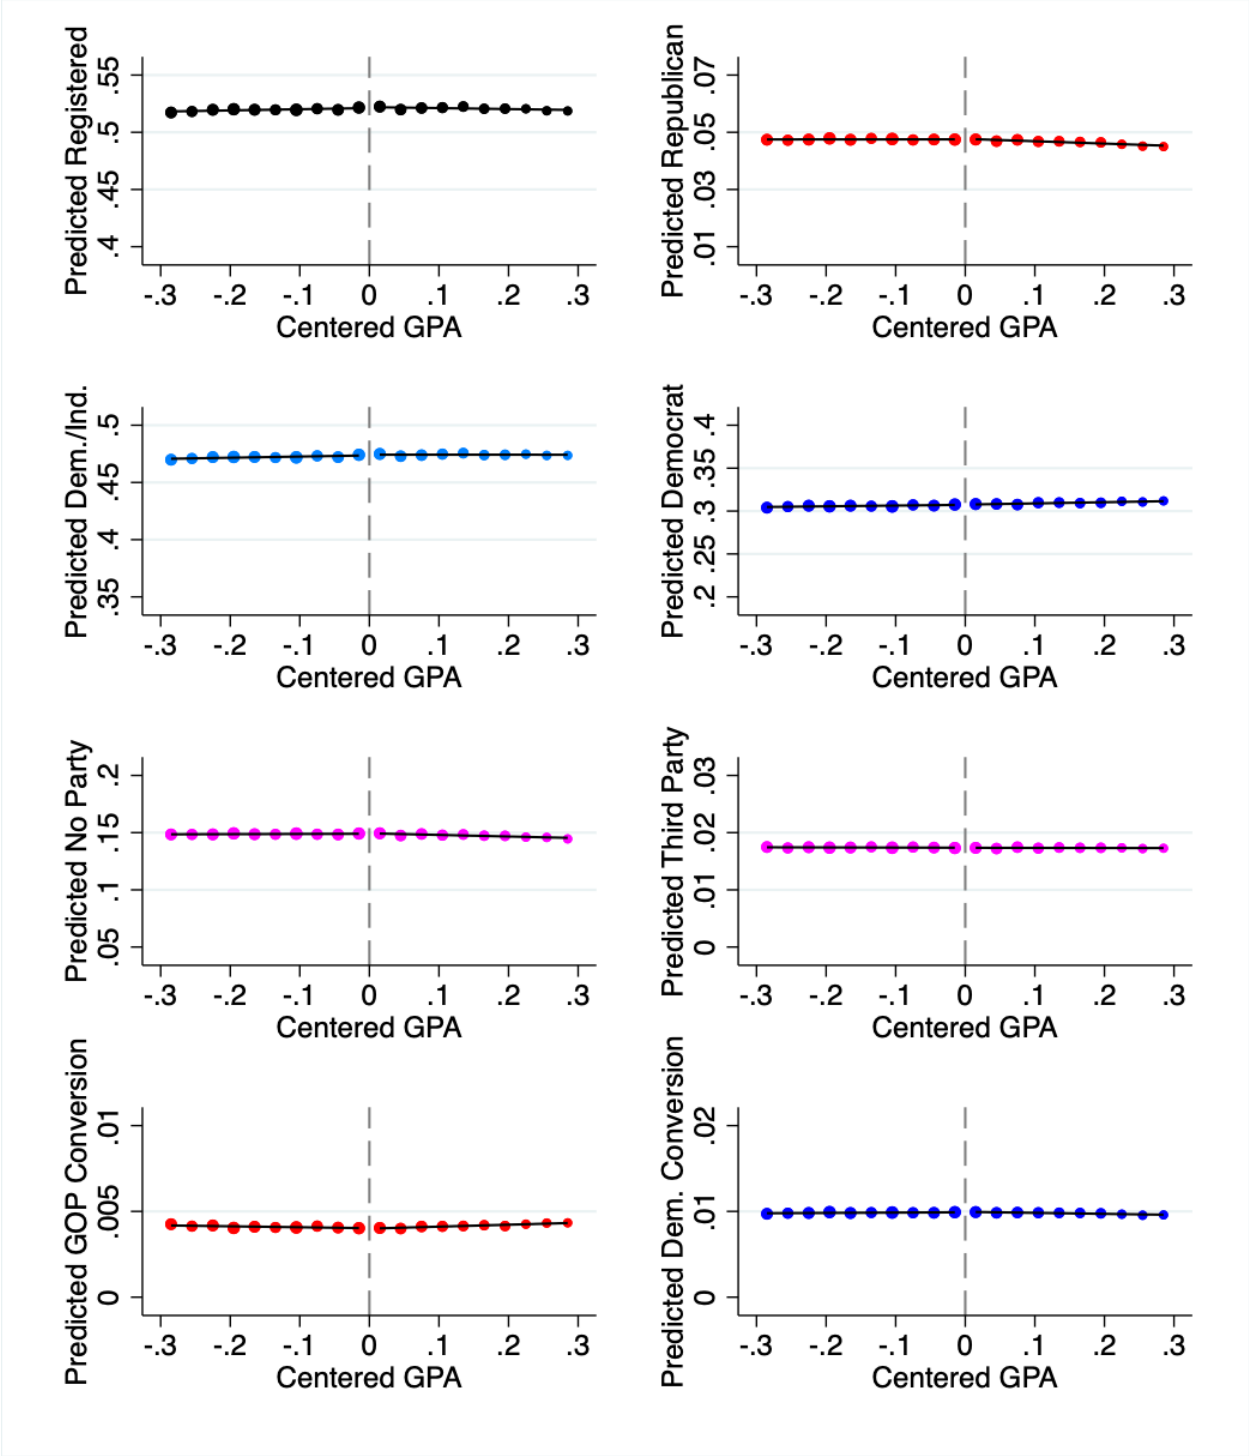 Predicted Registered
.55
.5
.45
.4
-.3 -.2 -.1 0 .1 .2 .3
Centered GPA
Predicted Republican
.07
.05
.03
.01
-.3 -.2 -.1 0 .1 .2 .3
Centered GPA
Predicted Dem./Ind.
.5
.45
.4
.35
-.3 -.2 -.1 0 .1 .2 .3
Centered GPA
Predicted Democrat
.4
.35
.3
.25
.2
-.3 -.2 -.1 0 .1 .2 .3
Centered GPA
Predicted No Party
.2
.15
.1
.05
-.3 -.2 -.1 0 .1 .2 .3
Centered GPA
Predicted Third Party
.03
.02
.01
0
-.3 -.2 -.1 0 .1 .2 .3
Centered GPA
Predicted GOP Conversion
.01
.005
0
-.3 -.2 -.1 0 .1 .2 .3
Centered GPA
Predicted Dem. Conversion
.02
.01
0
-.3 -.2 -.1 0 .1 .2 .3
Centered GPA